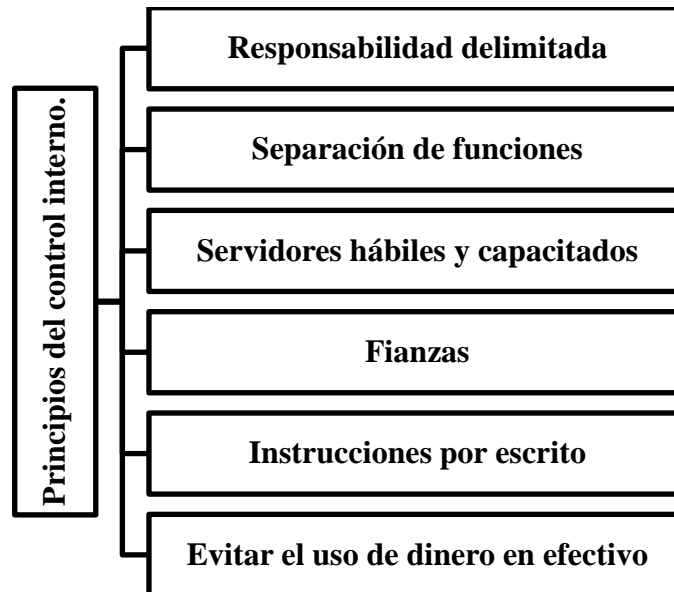 Principios del control interno.
Responsabilidad delimitada
Separación de funciones
Servidores hábiles y capacitados
Fianzas
Instrucciones por escrito
Evitar el uso de dinero en efectivo